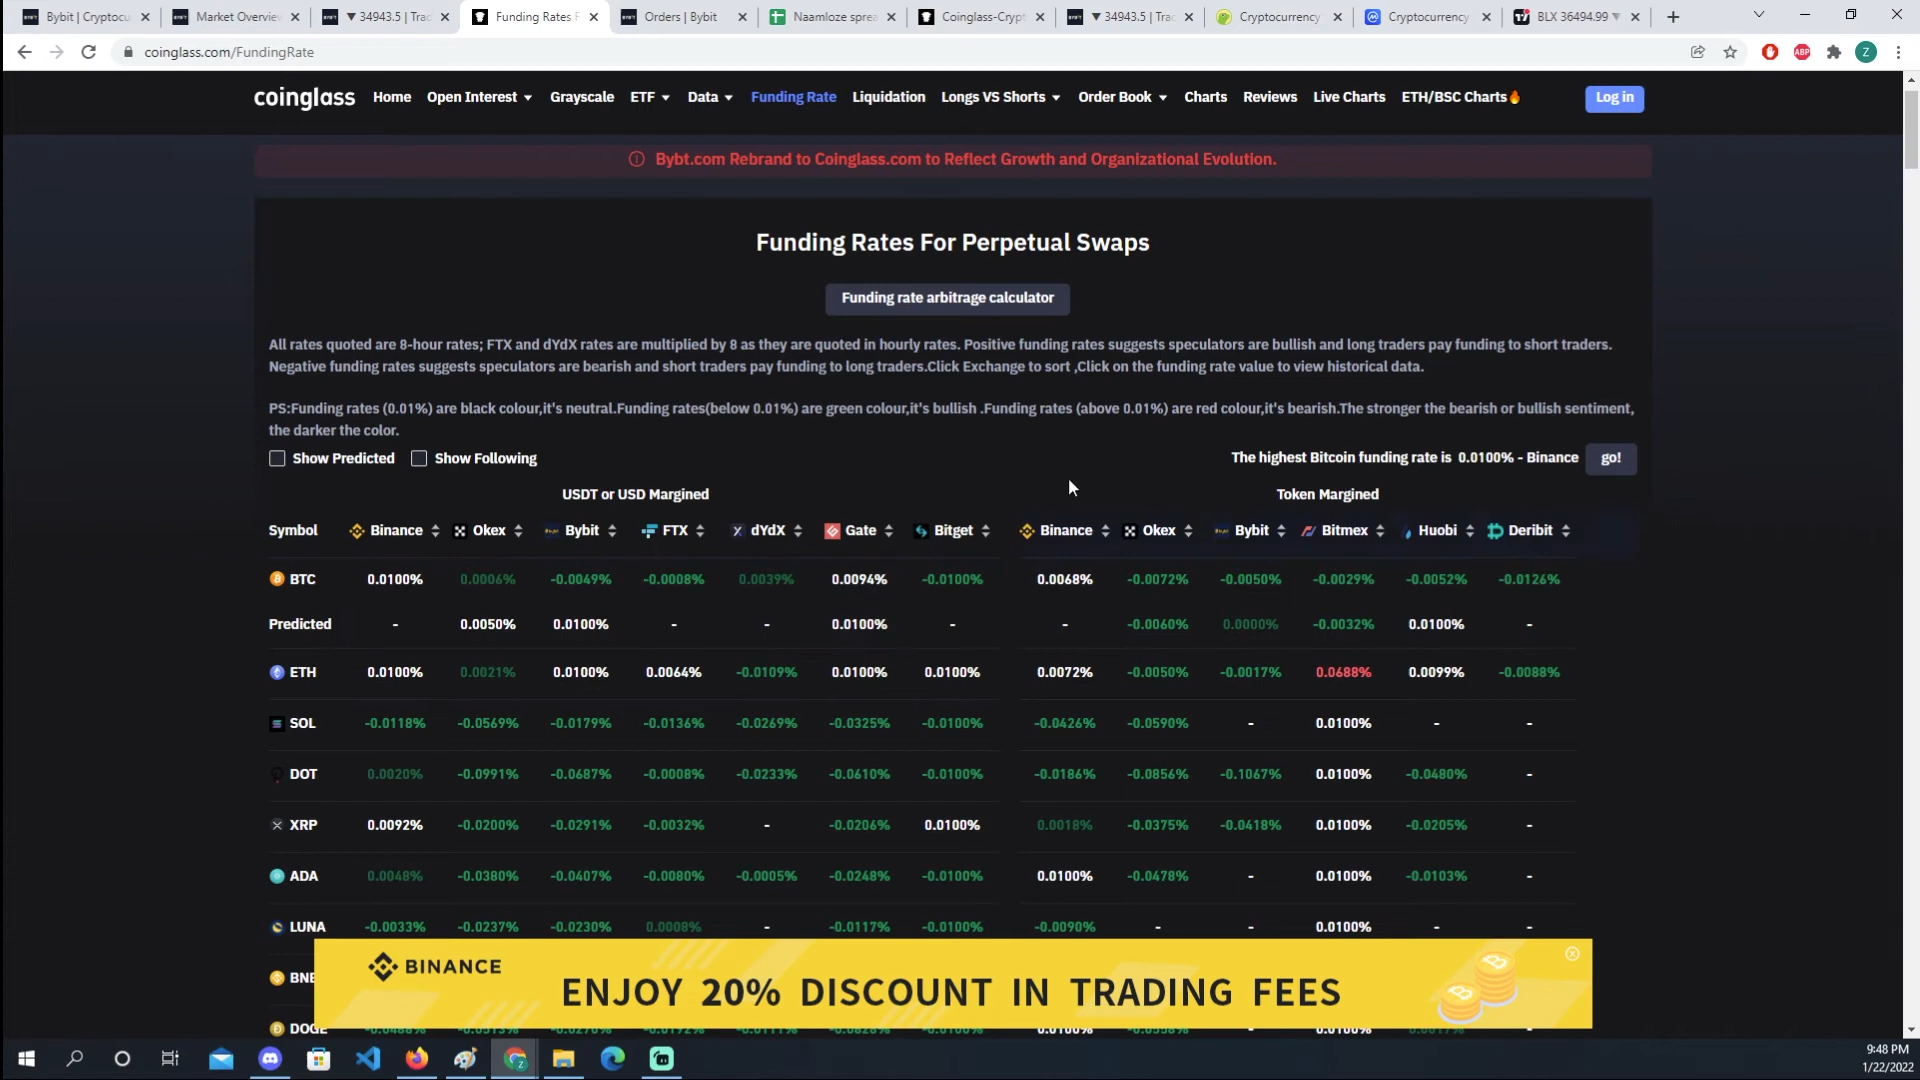 Bybit | Cryptocu
Market Overview
▼ 34943.5 | Trac
Funding Rates F
Orders | Bybit
Naamloze sprea
Coinglass-Crypt
▼ 34943.5 | Trac
Cryptocurrency
Cryptocurrency
BLX 36494.99 ▼
coinglass.com/FundingRate
ABP
Z
coinglass Home Open Interest Grayscale ETF Data Funding Rate Liquidation Longs VS Shorts Order Book Charts Reviews Live Charts ETH/BSC Charts🔥 Log in
Bybt.com Rebrand to Coinglass.com to Reflect Growth and Organizational Evolution.
Funding Rates For Perpetual Swaps
Funding rate arbitrage calculator
All rates quoted are 8-hour rates; FTX and dYdX rates are multiplied by 8 as they are quoted in hourly rates. Positive funding rates suggests speculators are bullish and long traders pay funding to short traders.
Negative funding rates suggests speculators are bearish and short traders pay funding to long traders.Click Exchange to sort ,Click on the funding rate value to view historical data.
PS:Funding rates (0.01%) are black colour,it's neutral.Funding rates(below 0.01%) are green colour,it's bullish .Funding rates (above 0.01%) are red colour,it's bearish.The stronger the bearish or bullish sentiment,
the darker the color.
Show Predicted Show Following The highest Bitcoin funding rate is 0.0100% - Binance go!
USDT or USD Margined Token Margined
Symbol Binance Okex Bybit FTX dYdX Gate Bitget Binance Okex Bybit Bitmex Huobi Deribit
BTC 0.0100% 0.0006% -0.0049% -0.0008% 0.0039% 0.0094% -0.0100% 0.0068% -0.0072% -0.0050% -0.0029% -0.0052% -0.0126%
Predicted - 0.0050% 0.0100% - - 0.0100% - - -0.0060% 0.0000% -0.0032% 0.0100% -
ETH 0.0100% 0.0021% 0.0100% 0.0064% -0.0109% 0.0100% 0.0100% 0.0072% -0.0050% -0.0017% 0.0688% 0.0099% -0.0088%
SOL -0.0118% -0.0569% -0.0179% -0.0136% -0.0269% -0.0325% -0.0100% -0.0426% -0.0590% - 0.0100% - -
DOT 0.0020% -0.0991% -0.0687% -0.0008% -0.0233% -0.0610% -0.0100% -0.0186% -0.0856% -0.1067% 0.0100% -0.0480% -
XRP 0.0092% -0.0200% -0.0291% -0.0032% - -0.0206% 0.0100% 0.0018% -0.0375% -0.0418% 0.0100% -0.0205% -
ADA 0.0048% -0.0380% -0.0407% -0.0080% -0.0005% -0.0248% -0.0100% 0.0100% -0.0478% - 0.0100% -0.0103% -
LUNA -0.0033% -0.0237% -0.0230% 0.0008% - -0.0117% -0.0100% -0.0090% - - 0.0100% - -
BINANCE
BN
ENJOY 20% DISCOUNT IN TRADING FEES
DOGE
9:48 PM
1/22/2022